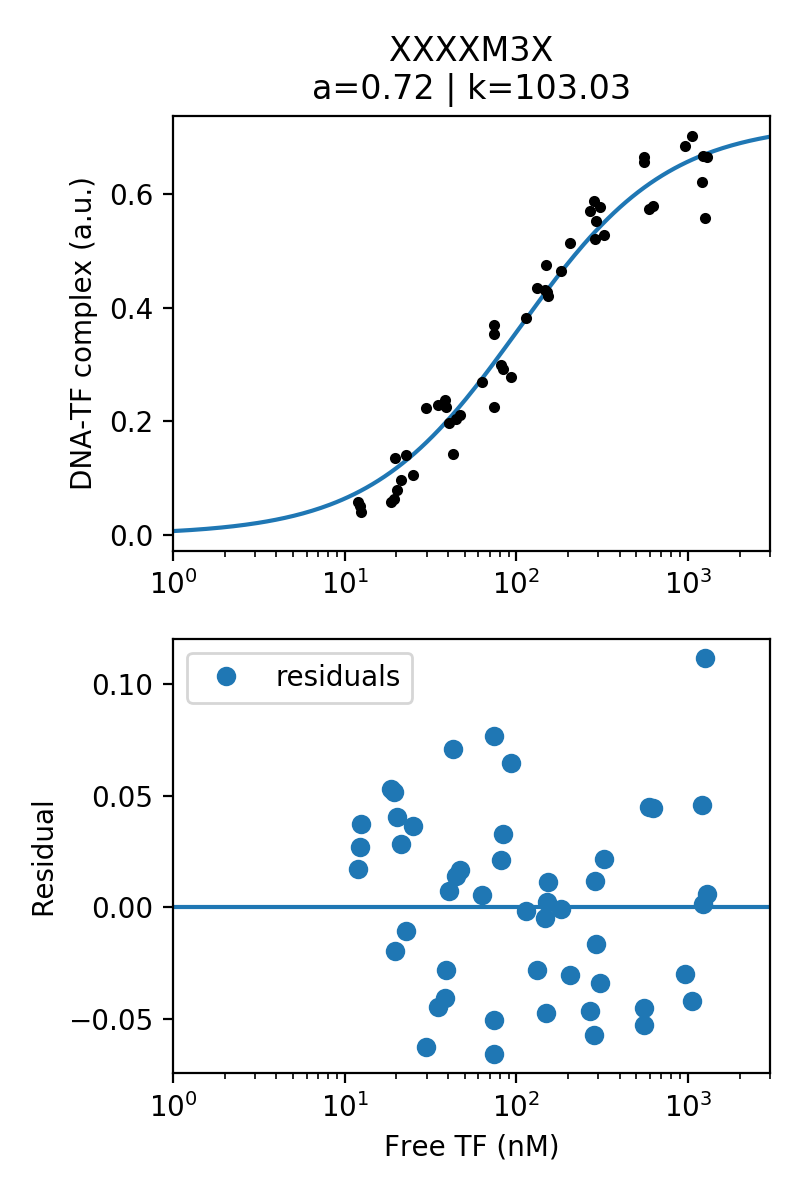 XXXXM3X
a=0.72 | k=103.03
DNA-TF complex (a.u.)
0.6
0.4
0.2
0.0
10⁰ 10¹ 10² 10³
residuals
Residual
0.10
0.05
0.00
−0.05
10⁰ 10¹ 10² 10³
Free TF (nM)